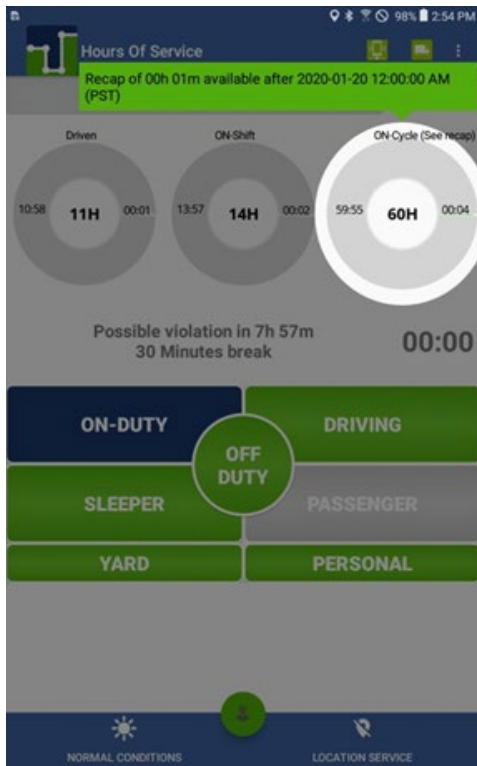 98% 2:54 PM
Hours Of Service
Recap of 00h 01m available after 2020-01-20 12:00:00 AM
(PST)
Driven
ON-Shift
ON-Cycle (See recap)
10:58 11H 00:01
13:57 14H 00:02
59:55 60H 00:04
Possible violation in 7h 57m
30 Minutes break
00:00
ON-DUTY
DRIVING
OFF
DUTY
SLEEPER
PASSENGER
YARD
PERSONAL
NORMAL CONDITIONS
LOCATION SERVICE